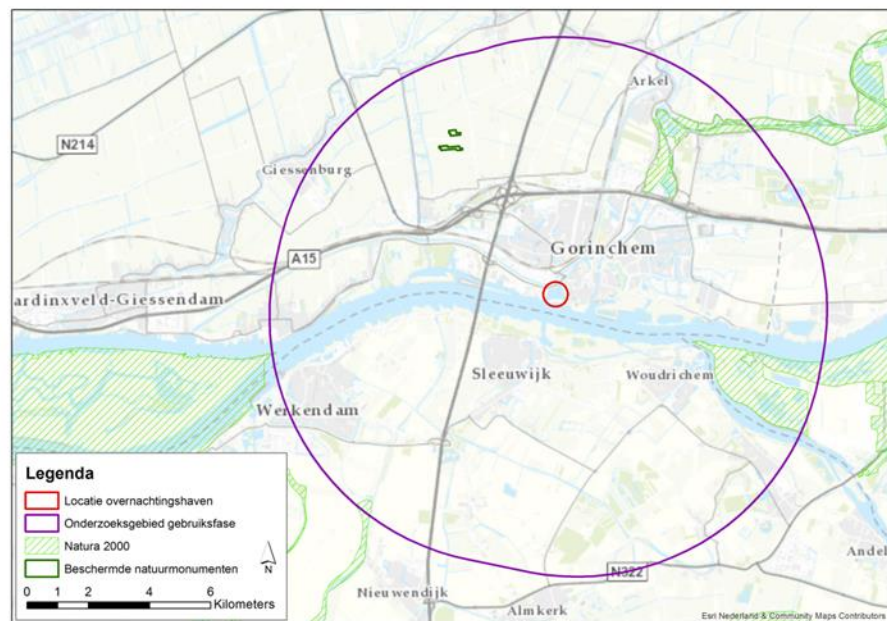 Arkel
N214
Giessenburg
Gorinchem
A15
ardinxveld-Giessendam
Sleeuwijk
Woudrichem
Werkendam
Legenda
Locatie overnachtingshaven
Onderzoeksgebied gebruiksfase
Natura 2000
Beschermde natuurmonumenten
N
0 1 2 4 6
Kilometers
Andel
N322
Nieuwendijk
Almkerk
Esri Nederland & Community Maps Contributors